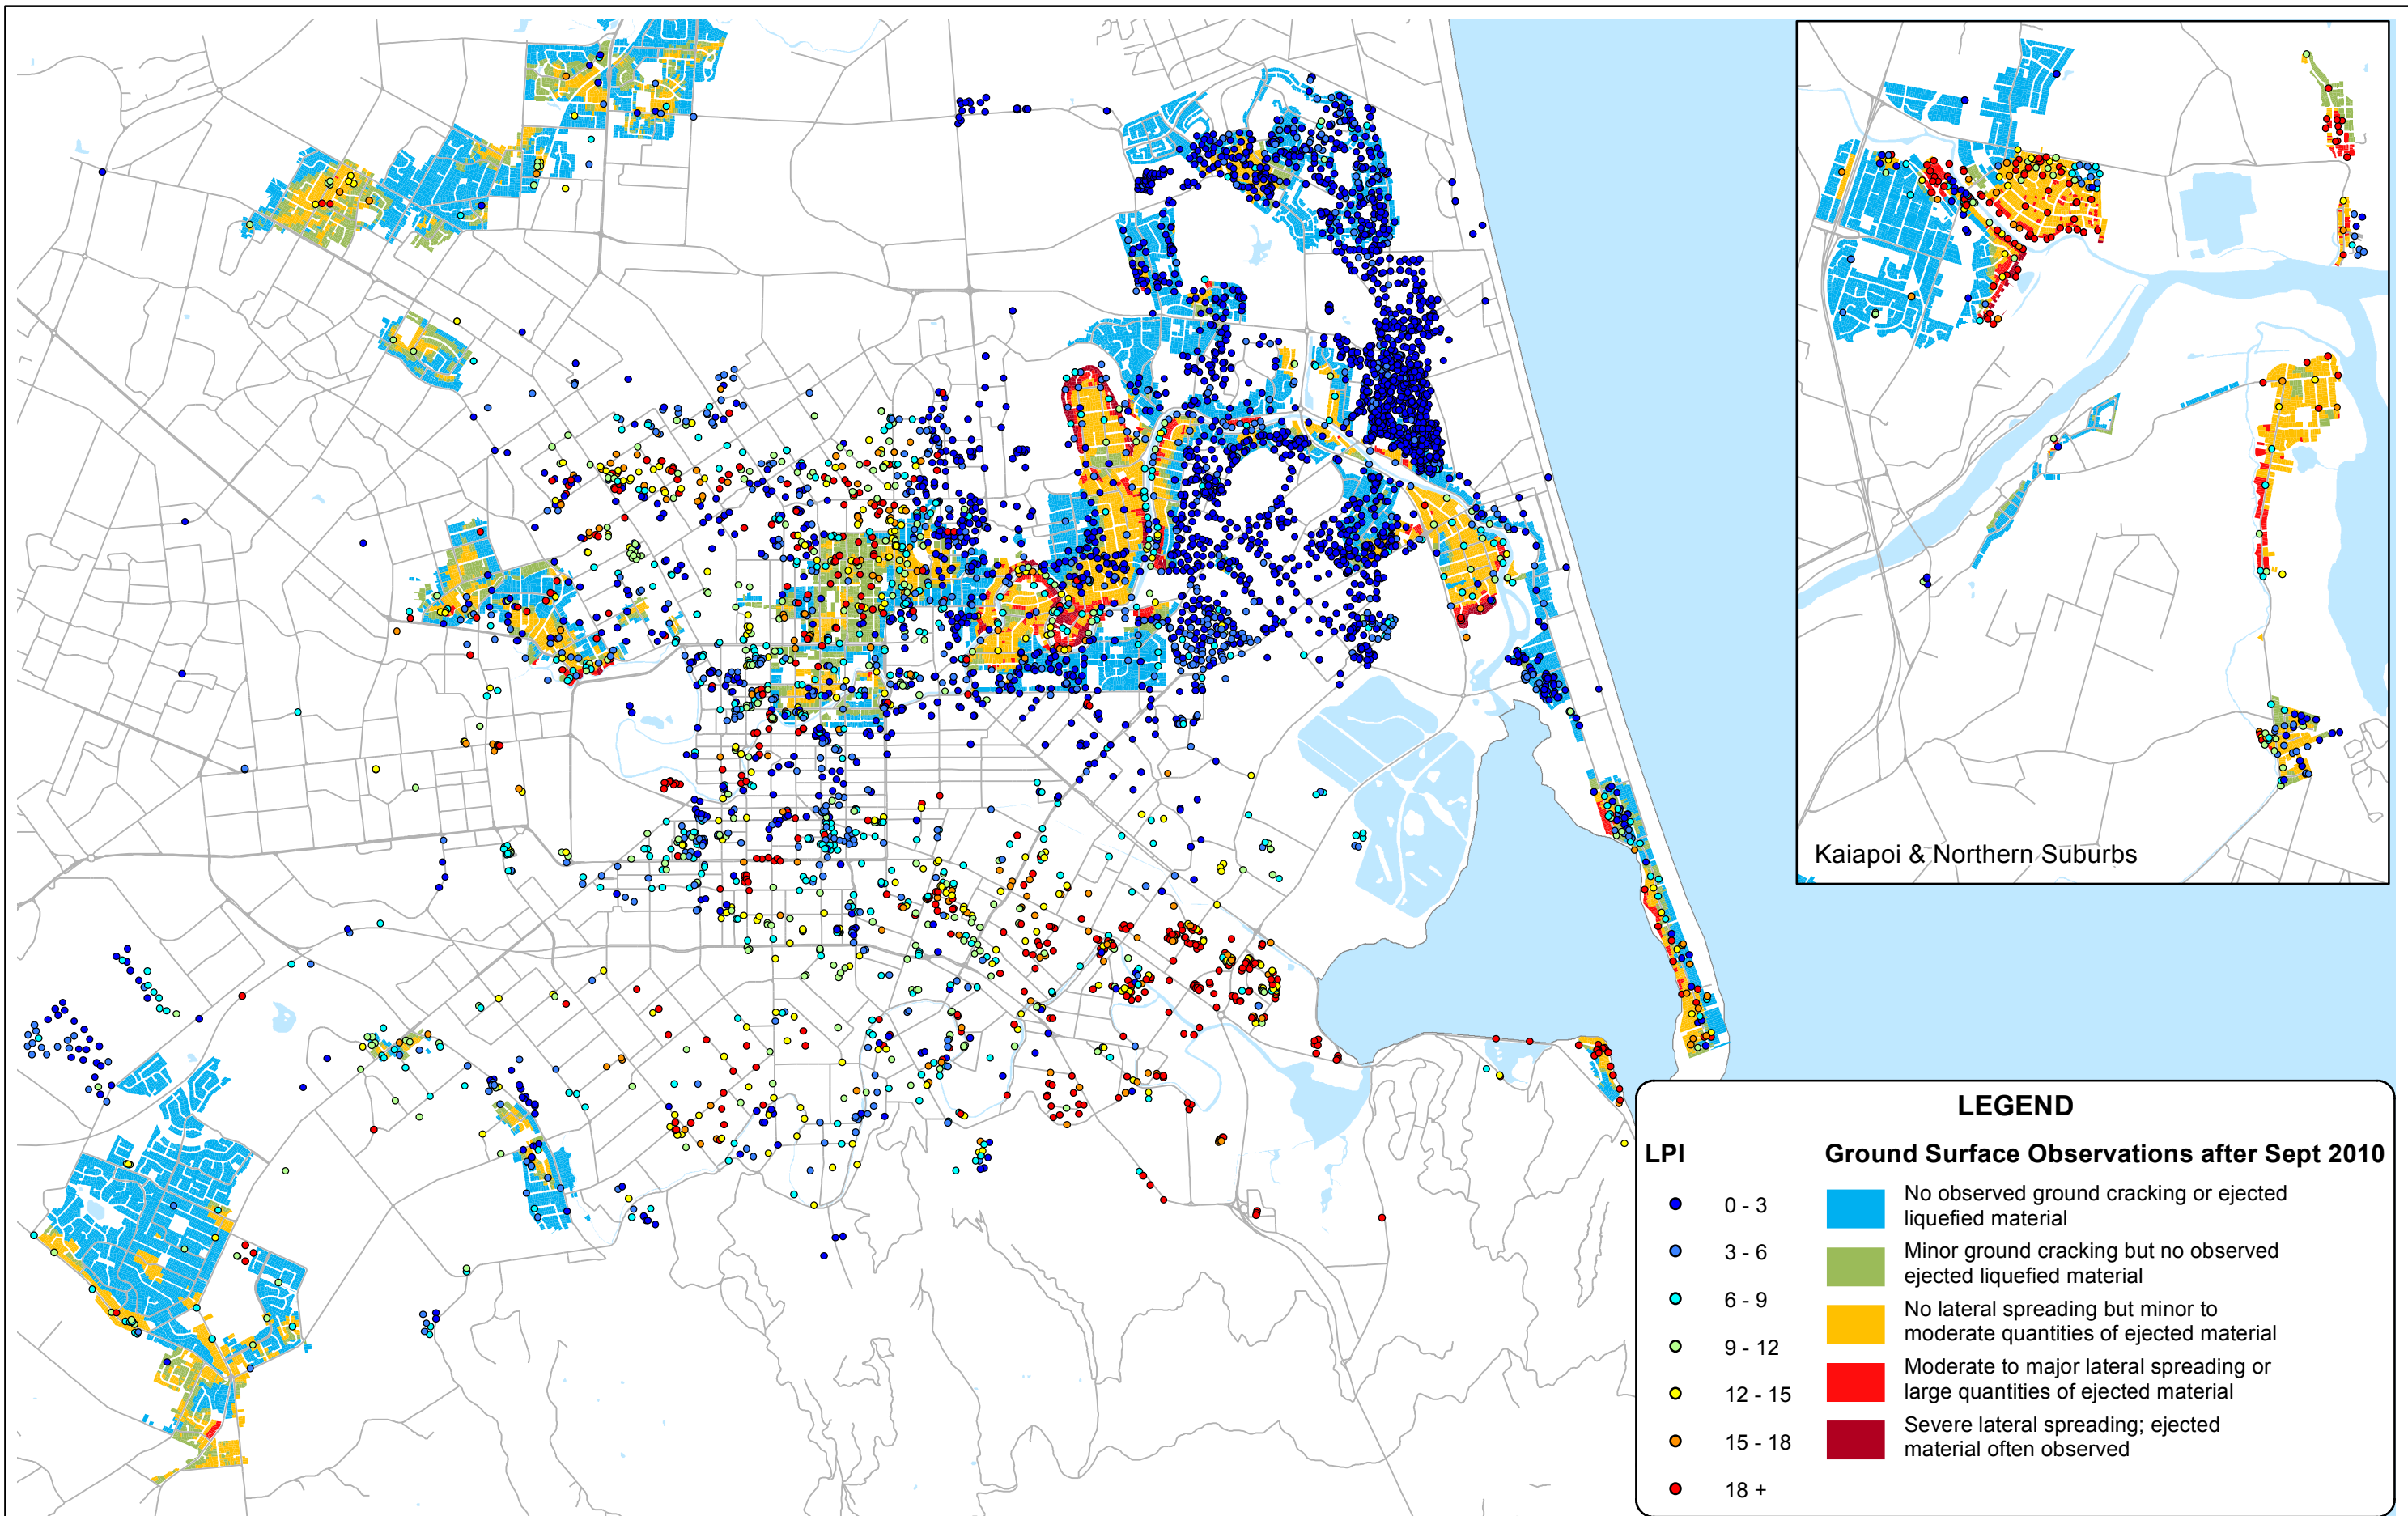 Kaiapoi & Northern Suburbs
LEGEND
LPI
0 - 3
3 - 6
6 - 9
9 - 12
12 - 15
15 - 18
18 +
Ground Surface Observations after Sept 2010
No observed ground cracking or ejected
liquefied material
Minor ground cracking but no observed
ejected liquefied material
No lateral spreading but minor to
moderate quantities of ejected material
Moderate to major lateral spreading or
large quantities of ejected material
Severe lateral spreading; ejected
material often observed